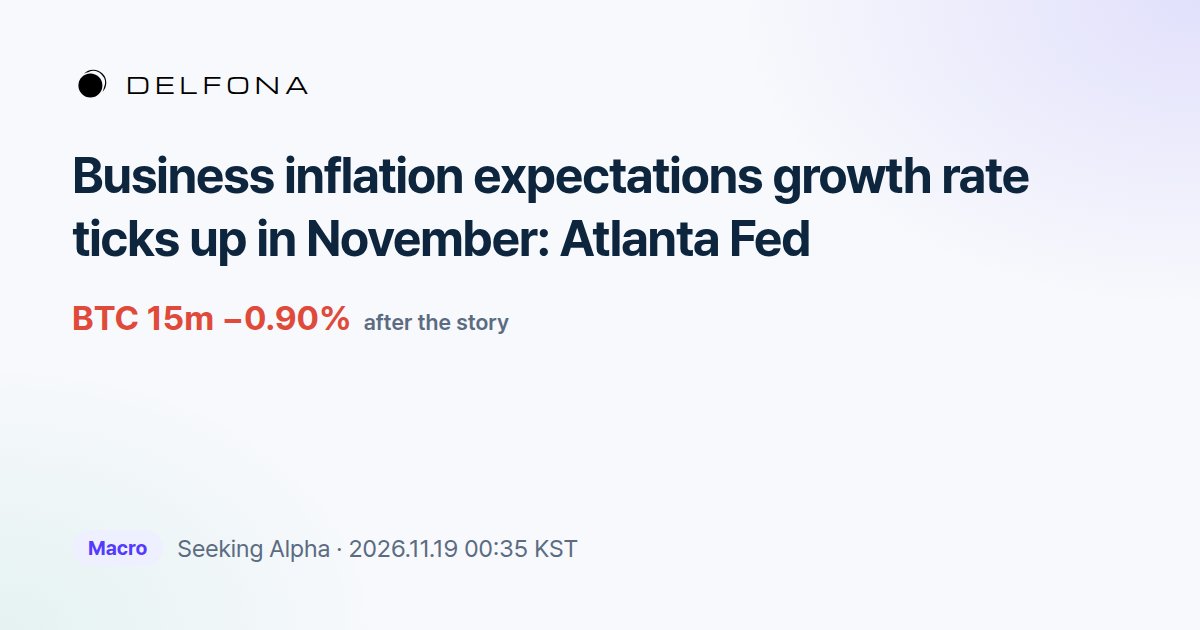 DELFONA
Business inflation expectations growth rate
ticks up in November: Atlanta Fed
BTC 15m −0.90% after the story
Macro Seeking Alpha · 2026.11.19 00:35 KST